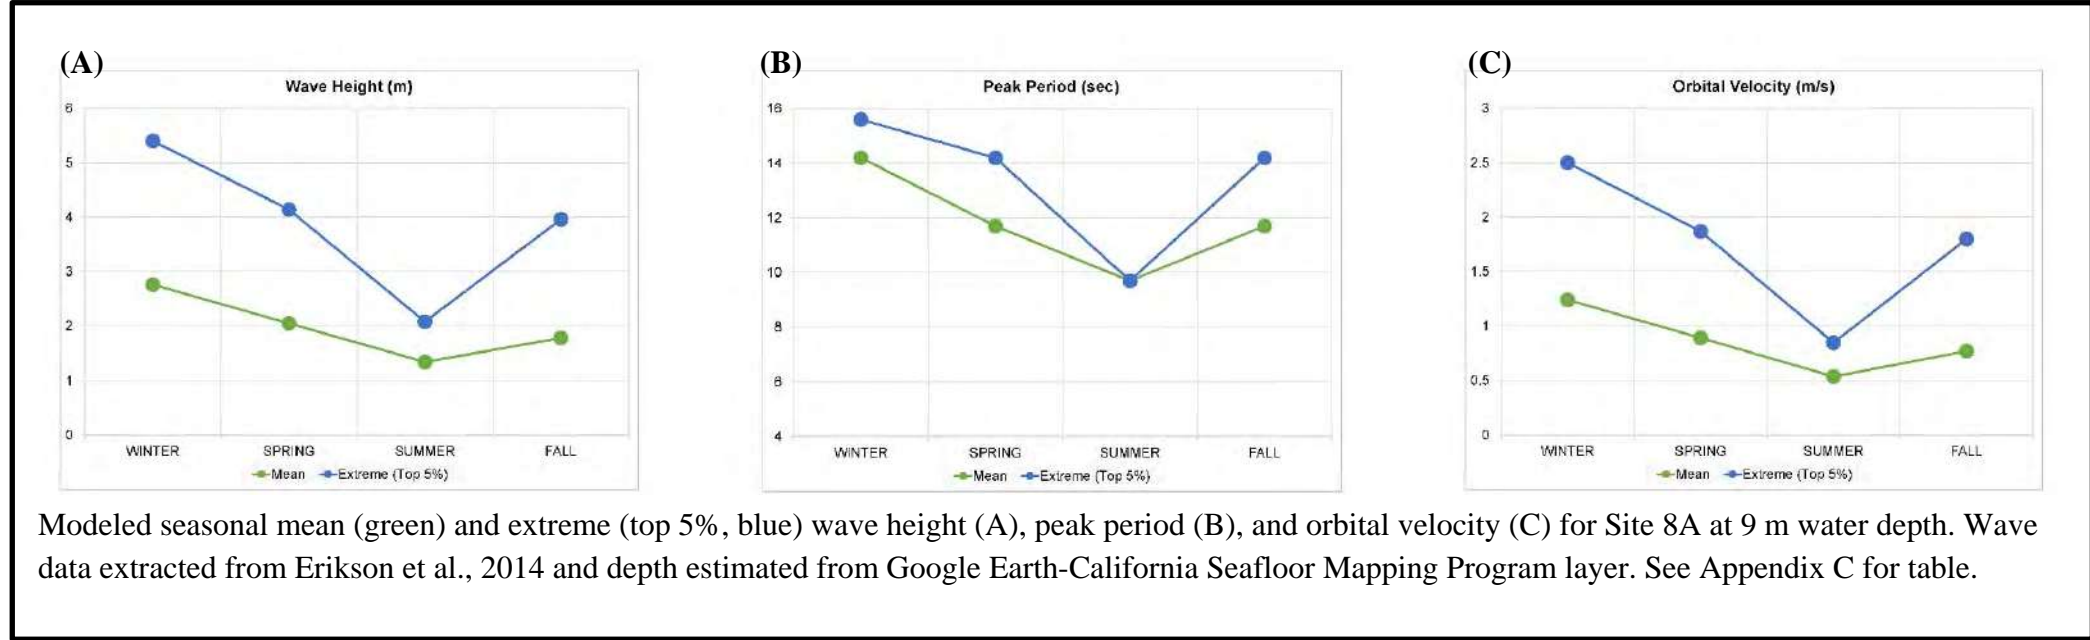 (A)
Wave Height (m)
6
5
4
3
2
1
0
WINTER SPRING SUMMER FALL
Mean Extreme (Top 5%)
(B)
Peak Period (sec)
16
14
12
10
8
6
4
WINTER SPRING SUMMER FALL
Mean Extreme (Top 5%)
(C)
Orbital Velocity (m/s)
3
2.5
2
1.5
1
0.5
0
WINTER SPRING SUMMER FALL
Mean Extreme (Top 5%)
Modeled seasonal mean (green) and extreme (top 5%, blue) wave height (A), peak period (B), and orbital velocity (C) for Site 8A at 9 m water depth. Wave
data extracted from Erikson et al., 2014 and depth estimated from Google Earth-California Seafloor Mapping Program layer. See Appendix C for table.